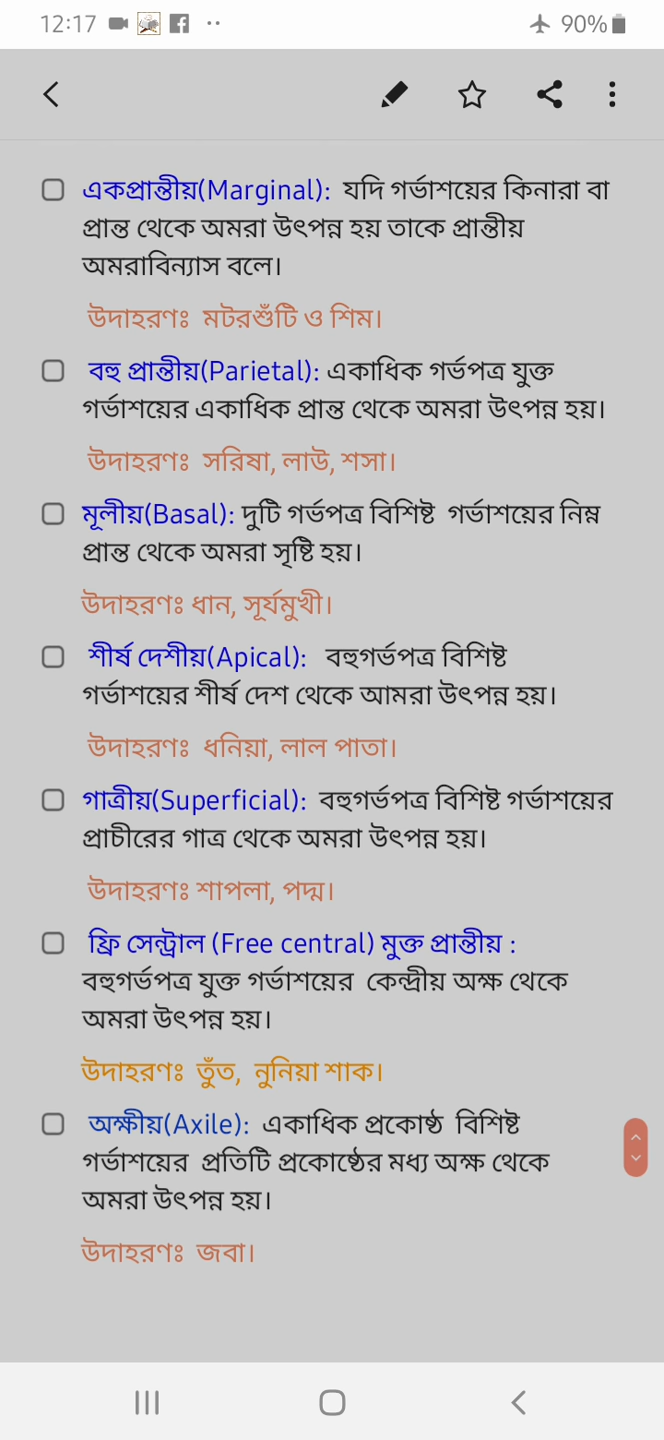 12:17
90%
একপ্রান্তীয়(Marginal): যদি গর্ভাশয়ের কিনারা বা
প্রান্ত থেকে অমরা উৎপন্ন হয় তাকে প্রান্তীয়
অমরাবিন্যাস বলে।
উদাহরণঃ মটরশুঁটি ও শিম।
বহু প্রান্তীয়(Parietal): একাধিক গর্ভপত্র যুক্ত
গর্ভাশয়ের একাধিক প্রান্ত থেকে অমরা উৎপন্ন হয়।
উদাহরণঃ সরিষা, লাউ, শসা।
মূলীয়(Basal): দুটি গর্ভপত্র বিশিষ্ট গর্ভাশয়ের নিম্ন
প্রান্ত থেকে অমরা সৃষ্টি হয়।
উদাহরণঃ ধান, সূর্যমুখী।
শীর্ষ দেশীয়(Apical): বহুগর্ভপত্র বিশিষ্ট
গর্ভাশয়ের শীর্ষ দেশ থেকে আমরা উৎপন্ন হয়।
উদাহরণঃ ধনিয়া, লাল পাতা।
গাত্রীয়(Superficial): বহুগর্ভপত্র বিশিষ্ট গর্ভাশয়ের
প্রাচীরের গাত্র থেকে অমরা উৎপন্ন হয়।
উদাহরণঃ শাপলা, পদ্ম।
ফ্রি সেন্ট্রাল (Free central) মুক্ত প্রান্তীয় :
বহুগর্ভপত্র যুক্ত গর্ভাশয়ের কেন্দ্রীয় অক্ষ থেকে
অমরা উৎপন্ন হয়।
উদাহরণঃ তুঁত, নুনিয়া শাক।
অক্ষীয়(Axile): একাধিক প্রকোষ্ঠ বিশিষ্ট
গর্ভাশয়ের প্রতিটি প্রকোষ্ঠের মধ্য অক্ষ থেকে
অমরা উৎপন্ন হয়।
উদাহরণঃ জবা।